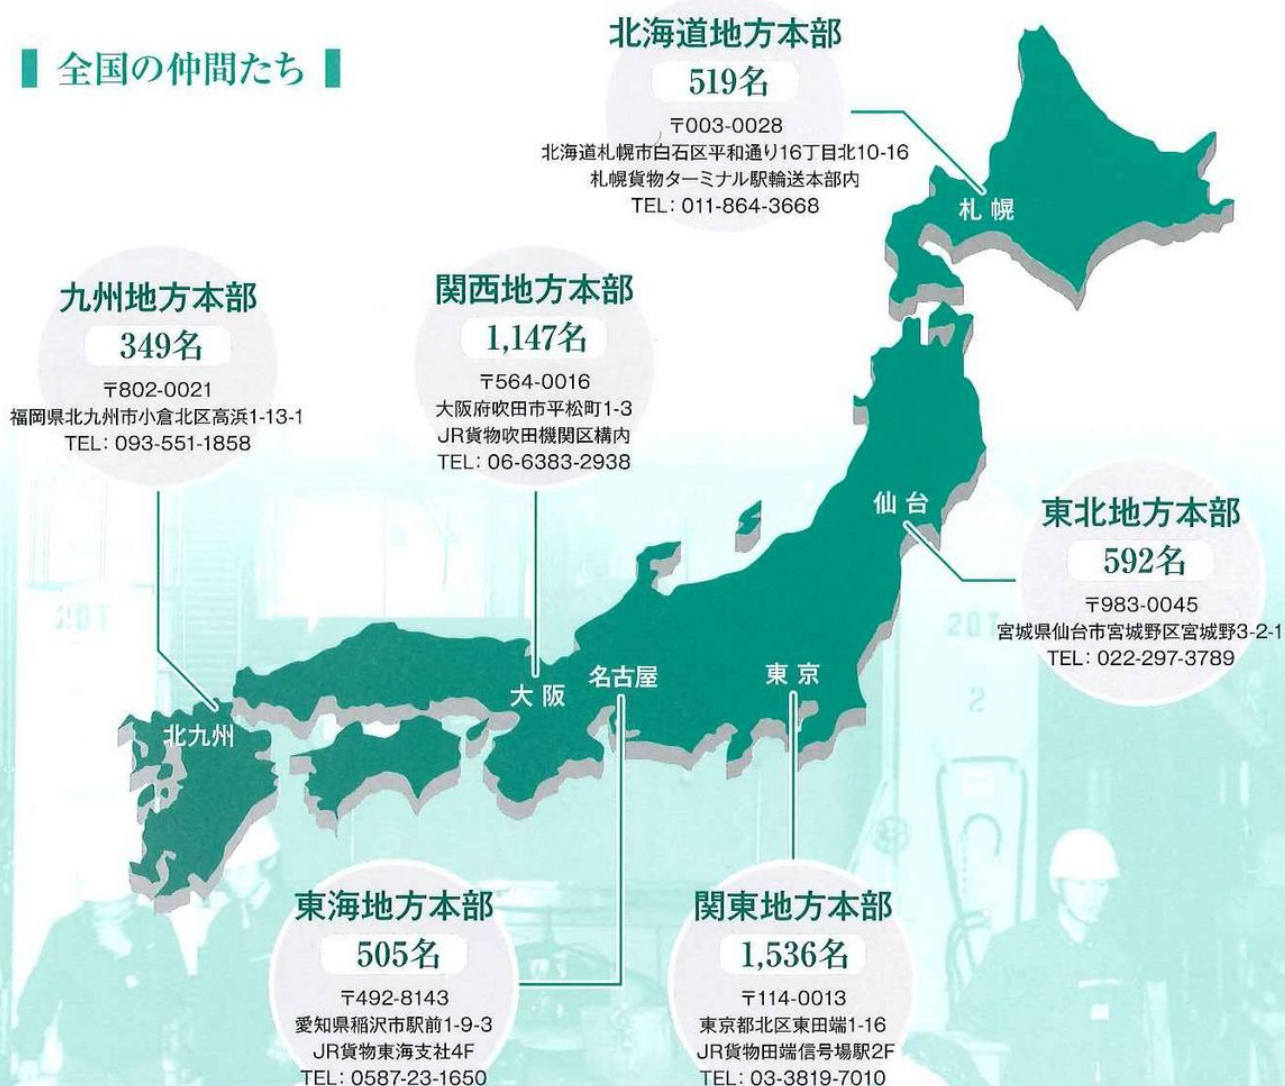 全国の仲間たち
北海道地方本部
519名
〒003-0028
北海道札幌市白石区平和通り16丁目北10-16
札幌貨物ターミナル駅輸送本部内
TEL: 011-864-3668
札幌
九州地方本部
349名
〒802-0021
福岡県北九州市小倉北区高浜1-13-1
TEL: 093-551-1858
関西地方本部
1,147名
〒564-0016
大阪府吹田市平松町1-3
JR貨物吹田機関区構内
TEL: 06-6383-2938
仙台
東北地方本部
592名
〒983-0045
宮城県仙台市宮城野区宮城野3-2-1
TEL: 022-297-3789
20T
20T
2
大阪
名古屋
東京
北九州
東海地方本部
505名
〒492-8143
愛知県稲沢市駅前1-9-3
JR貨物東海支社4F
TEL: 0587-23-1650
関東地方本部
1,536名
〒114-0013
東京都北区東田端1-16
JR貨物田端信号場駅2F
TEL: 03-3819-7010